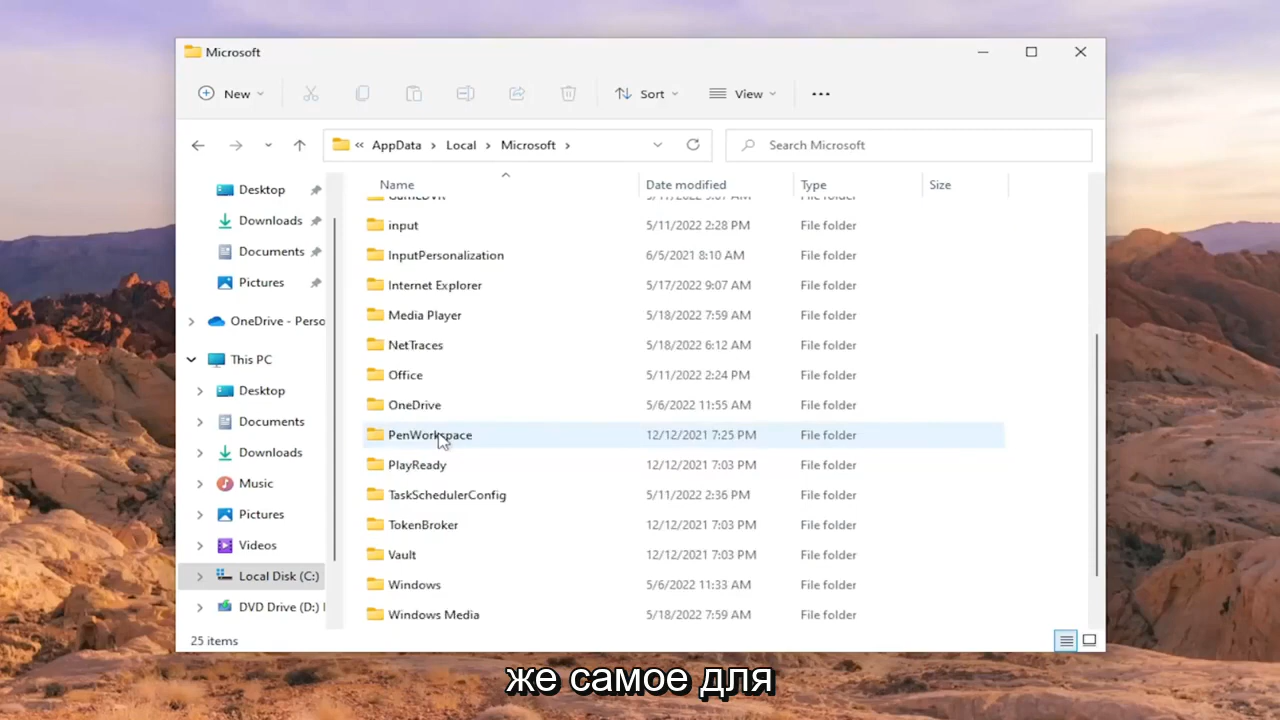 Microsoft
New
Sort
View
« AppData › Local › Microsoft ›
Search Microsoft
Name Date modified Type Size
Desktop
Downloads
Documents
Pictures
OneDrive - Perso
This PC
Desktop
Documents
Downloads
Music
Pictures
Videos
Local Disk (C:)
DVD Drive (D:)
input 5/11/2022 2:28 PM File folder
InputPersonalization 6/5/2021 8:10 AM File folder
Internet Explorer 5/17/2022 9:07 AM File folder
Media Player 5/18/2022 7:59 AM File folder
NetTraces 5/18/2022 6:12 AM File folder
Office 5/11/2022 2:24 PM File folder
OneDrive 5/6/2022 11:55 AM File folder
PenWorkspace 12/12/2021 7:25 PM File folder
PlayReady 12/12/2021 7:03 PM File folder
TaskSchedulerConfig 5/11/2022 2:36 PM File folder
TokenBroker 12/12/2021 7:03 PM File folder
Vault 12/12/2021 7:03 PM File folder
Windows 5/6/2022 11:33 AM File folder
Windows Media 5/18/2022 7:59 AM File folder
25 items
же самое для